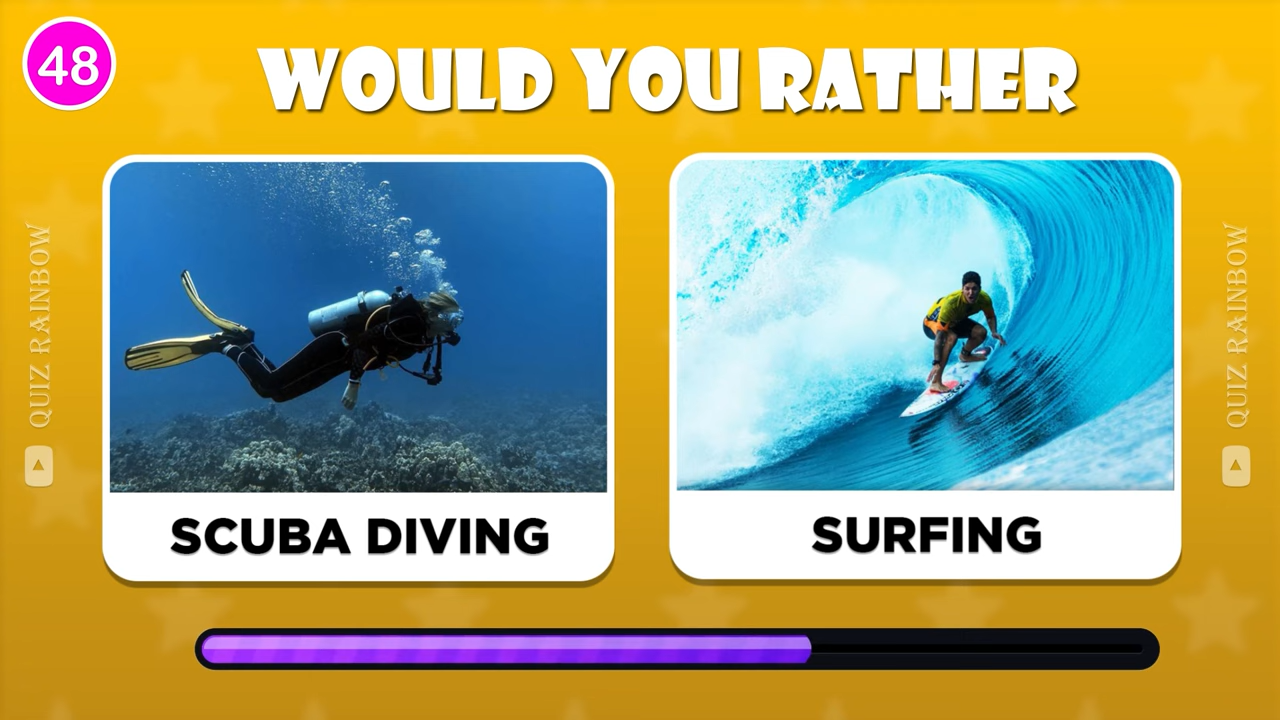 48
WOULD YOU RATHER
SCUBA DIVING
SURFING
QUIZ RAINBOW
QUIZ RAINBOW